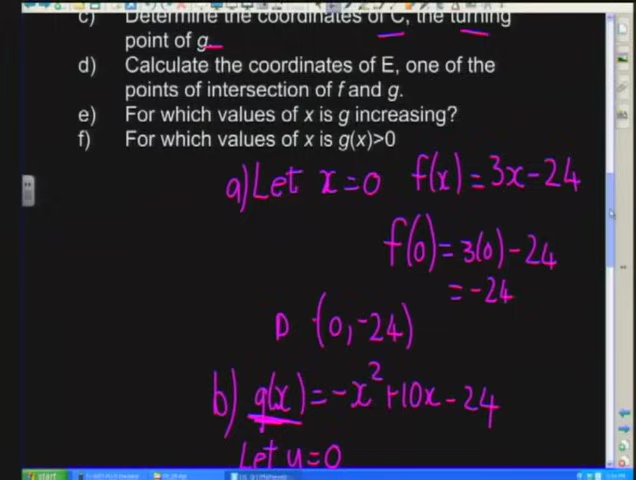 c) Determine the coordinates of C, the turning
point of g.
d) Calculate the coordinates of E, one of the
points of intersection of f and g.
e) For which values of x is g increasing?
f) For which values of x is g(x)>0
a) Let x=0 f(x)=3x-24
f(0)=3(0)-24
=-24
D (0,-24)
b) g(x)=-x²+10x-24
Let y=0
start